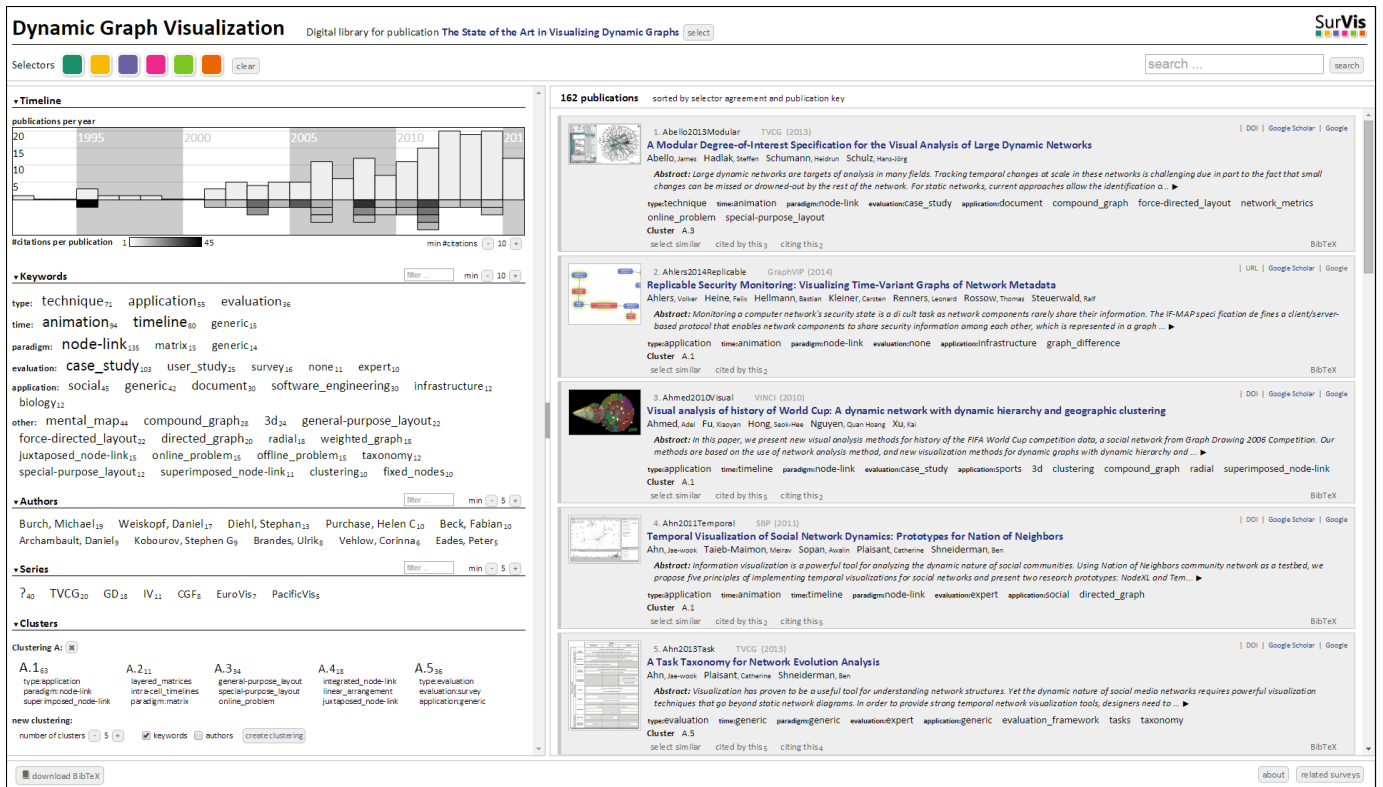 Dynamic Graph Visualization
Digital library for publication The State of the Art in Visualizing Dynamic Graphs select
SurVis
Selectors clear
search ... search
▾Timeline
publications per year
20
15
10
5
1995 2000 2005 2010 201
#citations per publication 1 45 min #citations - 10 +
▾Keywords filter ... min - 10 +
type: technique71 application55 evaluation36
time: animation94 timeline80 generic15
paradigm: node-link135 matrix15 generic14
evaluation: case_study103 user_study25 survey16 none11 expert10
application: social45 generic42 document30 software_engineering30 infrastructure12
biology12
other: mental_map44 compound_graph28 3d24 general-purpose_layout22
force-directed_layout22 directed_graph20 radial18 weighted_graph18
juxtaposed_node-link15 online_problem15 offline_problem15 taxonomy12
special-purpose_layout12 superimposed_node-link11 clustering10 fixed_nodes10
▾Authors filter ... min - 5 +
Burch, Michael19 Weiskopf, Daniel17 Diehl, Stephan13 Purchase, Helen C10 Beck, Fabian10
Archambault, Daniel9 Kobourov, Stephen G9 Brandes, Ulrik8 Vehlow, Corinna6 Eades, Peter5
▾Series filter ... min - 5 +
?40 TVCG20 GD18 IV11 CGF8 EuroVis7 PacificVis5
▾Clusters
Clustering A: ✖
A.163 A.211 A.334 A.418 A.536
type:application layered_matrices general-purpose_layout integrated_node-link type:evaluation
paradigm:node-link intra-cell_timelines special-purpose_layout linear_arrangement evaluation:survey
superimposed_node-link paradigm:matrix online_problem juxtaposed_node-link application:generic
new clustering:
number of clusters - 5 + keywords authors create clustering
162 publications sorted by selector agreement and publication key
1. Abello2013Modular TVCG (2013) | DOI | Google Scholar | Google
A Modular Degree-of-Interest Specification for the Visual Analysis of Large Dynamic Networks
Abello, James Hadlak, Steffen Schumann, Heidrun Schulz, Hans-Jörg
Abstract: Large dynamic networks are targets of analysis in many fields. Tracking temporal changes at scale in these networks is challenging due in part to the fact that small
changes can be missed or drowned-out by the rest of the network. For static networks, current approaches allow the identification o... ▶
type:technique time:animation paradigm:node-link evaluation:case_study application:document compound_graph force-directed_layout network_metrics
online_problem special-purpose_layout
Cluster A.3
select similar cited by this3 citing this2 BibTeX
2. Ahlers2014Replicable GraphViP (2014) | URL | Google Scholar | Google
Replicable Security Monitoring: Visualizing Time-Variant Graphs of Network Metadata
Ahlers, Volker Heine, Felix Hellmann, Bastian Kleiner, Carsten Renners, Leonard Rossow, Thomas Steuerwald, Ralf
Abstract: Monitoring a computer network's security state is a di cult task as network components rarely share their information. The IF-MAP speci fication de fines a client/server-
based protocol that enables network components to share security information among each other, which is represented in a graph ... ▶
type:application time:animation paradigm:node-link evaluation:none application:infrastructure graph_difference
Cluster A.1
select similar cited by this2 BibTeX
3. Ahmed2010Visual VINCI (2010) | DOI | Google Scholar | Google
Visual analysis of history of World Cup: A dynamic network with dynamic hierarchy and geographic clustering
Ahmed, Adel Fu, Xiaoyan Hong, Seok-Hee Nguyen, Quan Hoang Xu, Kai
Abstract: In this paper, we present new visual analysis methods for history of the FIFA World Cup competition data, a social network from Graph Drawing 2006 Competition. Our
methods are based on the use of network analysis method, and new visualization methods for dynamic graphs with dynamic hierarchy and ... ▶
type:application time:timeline paradigm:node-link evaluation:case_study application:sports 3d clustering compound_graph radial superimposed_node-link
Cluster A.1
select similar cited by this5 citing this2 BibTeX
4. Ahn2011Temporal SBP (2011) | DOI | Google Scholar | Google
Temporal Visualization of Social Network Dynamics: Prototypes for Nation of Neighbors
Ahn, Jae-wook Taieb-Maimon, Meirav Sopan, Awalin Plaisant, Catherine Shneiderman, Ben
Abstract: Information visualization is a powerful tool for analyzing the dynamic nature of social communities. Using Nation of Neighbors community network as a testbed, we
propose five principles of implementing temporal visualizations for social networks and present two research prototypes: NodeXL and Tem... ▶
type:application time:animation time:timeline paradigm:node-link evaluation:expert application:social directed_graph
Cluster A.1
select similar cited by this2 citing this5 BibTeX
5. Ahn2013Task TVCG (2013) | DOI | Google Scholar | Google
A Task Taxonomy for Network Evolution Analysis
Ahn, Jae-wook Plaisant, Catherine Shneiderman, Ben
Abstract: Visualization has proven to be a useful tool for understanding network structures. Yet the dynamic nature of social media networks requires powerful visualization
techniques that go beyond static network diagrams. In order to provide strong temporal network visualization tools, designers need to ... ▶
type:evaluation time:generic paradigm:generic evaluation:expert application:generic evaluation_framework tasks taxonomy
Cluster A.5
select similar cited by this5 citing this4 BibTeX
download BibTeX about related surveys